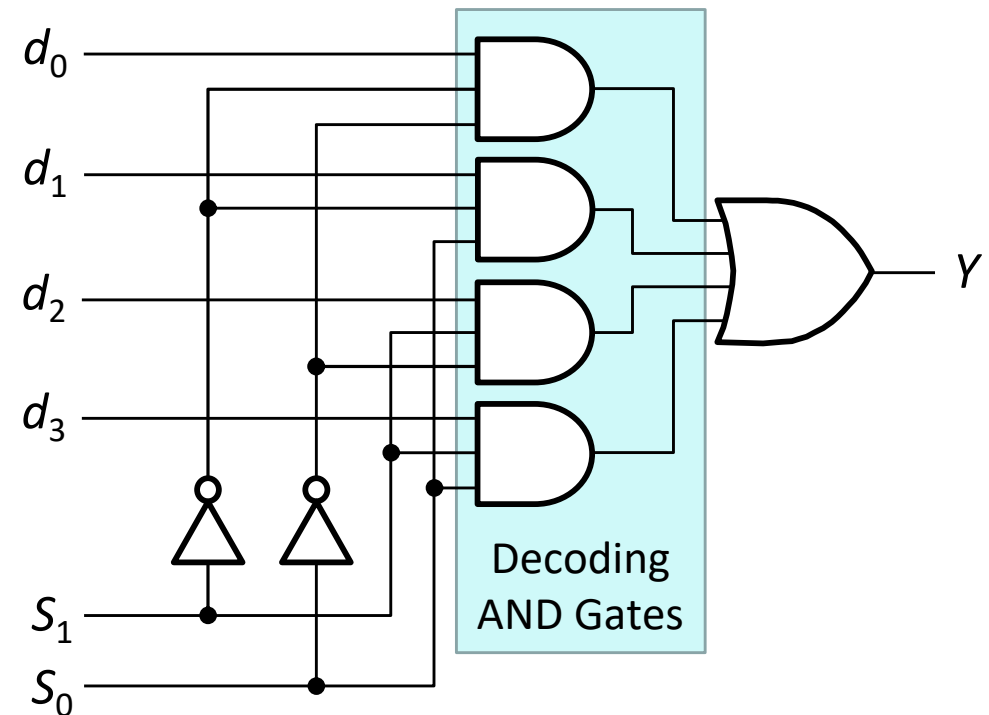 d₀
d₁
d₂
d₃
Y
Decoding
AND Gates
S₁
S₀